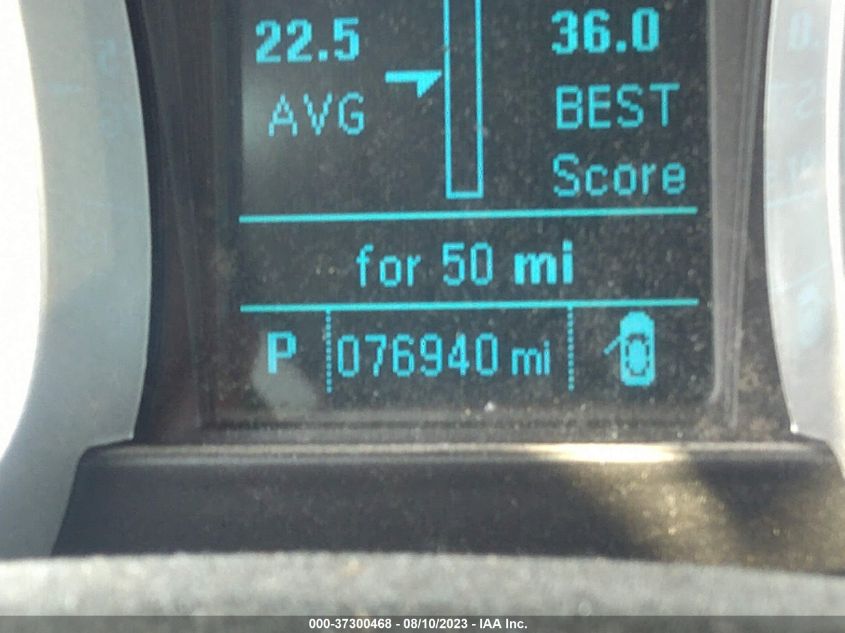 22.5 36.0
AVG BEST
Score
for 50 mi
P 076940 mi
000-37300468 - 08/10/2023 - IAA Inc.